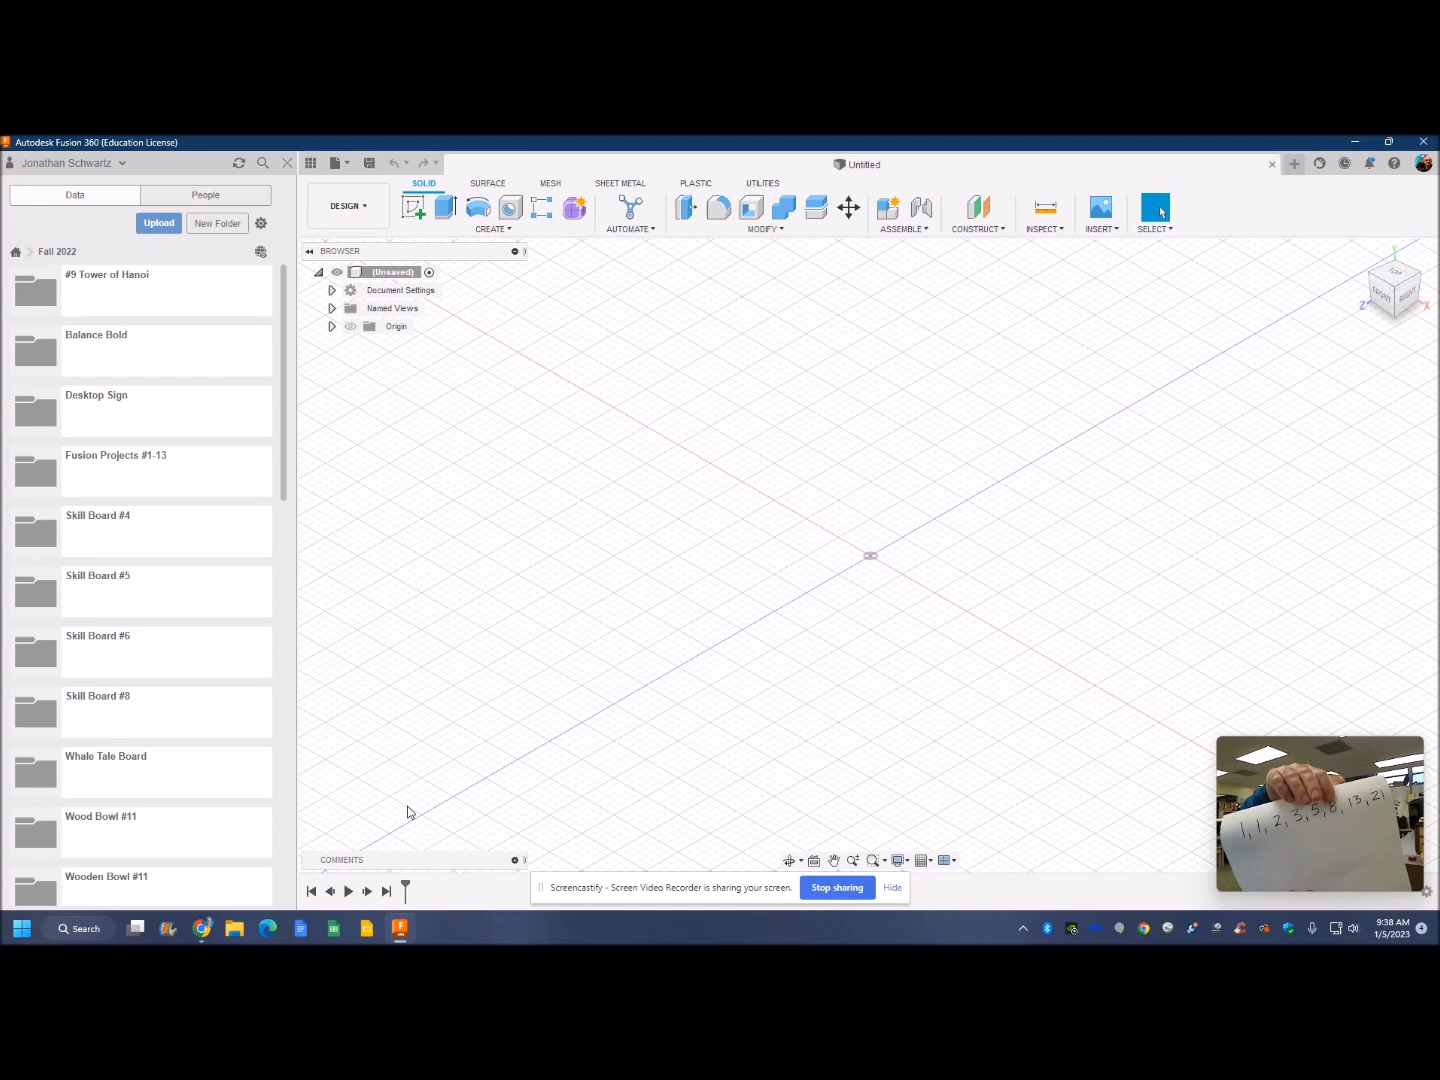 Autodesk Fusion 360 (Education License)
Jonathan Schwartz
Untitled
Data People
SOLID SURFACE MESH SHEET METAL PLASTIC UTILITIES
DESIGN ▾
Upload New Folder
CREATE ▾ AUTOMATE ▾ MODIFY ▾ ASSEMBLE ▾ CONSTRUCT ▾ INSPECT ▾ INSERT ▾ SELECT ▾
Fall 2022
BROWSER
(Unsaved)
Document Settings
Named Views
Origin
TOP
FRONT RIGHT
Y
Z X
#9 Tower of Hanoi
Balance Bold
Desktop Sign
Fusion Projects #1-13
Skill Board #4
Skill Board #5
Skill Board #6
Skill Board #8
Whale Tale Board
Wood Bowl #11
Wooden Bowl #11
1, 1, 2, 3, 5, 8, 13, 21
COMMENTS
Screencastify - Screen Video Recorder is sharing your screen. Stop sharing Hide
Search
9:38 AM
1/5/2023
4